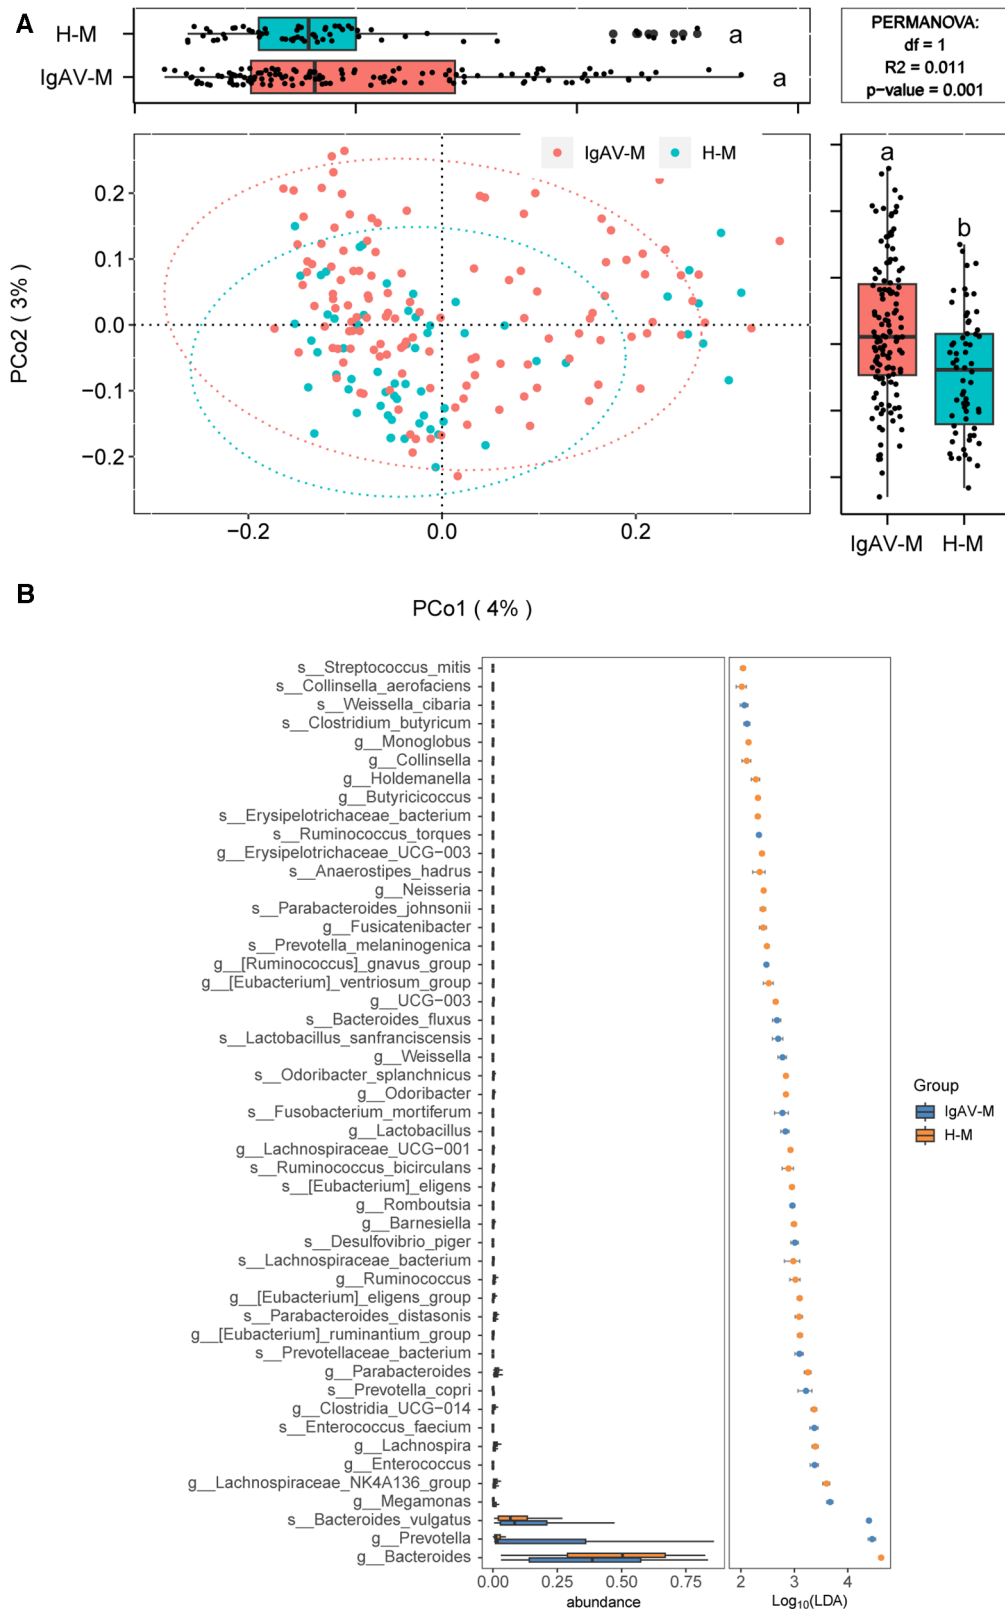 A
H-M
IgAV-M
a
a
PERMANOVA:
df = 1
R2 = 0.011
p-value = 0.001
IgAV-M
H-M
PCo2 ( 3% )
0.2
0.1
0.0
−0.1
−0.2
−0.2
0.0
0.2
a
b
IgAV-M
H-M
PCo1 ( 4% )
B
s__Streptococcus_mitis
s__Collinsella_aerofaciens
s__Weissella_cibaria
s__Clostridium_butyricum
g__Monoglobus
g__Collinsella
g__Holdemanella
g__Butyricicoccus
s__Erysipelotrichaceae_bacterium
s__Ruminococcus_torques
g__Erysipelotrichaceae_UCG−003
s__Anaerostipes_hadrus
g__Neisseria
s__Parabacteroides_johnsonii
g__Fusicatenibacter
s__Prevotella_melaninogenica
g__[Ruminococcus]_gnavus_group
g__[Eubacterium]_ventriosum_group
g__UCG−003
s__Bacteroides_fluxus
s__Lactobacillus_sanfranciscensis
g__Weissella
s__Odoribacter_splanchnicus
g__Odoribacter
s__Fusobacterium_mortiferum
g__Lactobacillus
g__Lachnospiraceae_UCG−001
s__Ruminococcus_bicirculans
s__[Eubacterium]_eligens
g__Romboutsia
g__Barnesiella
s__Desulfovibrio_piger
s__Lachnospiraceae_bacterium
g__Ruminococcus
g__[Eubacterium]_eligens_group
s__Parabacteroides_distasonis
g__[Eubacterium]_ruminantium_group
s__Prevotellaceae_bacterium
g__Parabacteroides
s__Prevotella_copri
g__Clostridia_UCG−014
s__Enterococcus_faecium
g__Lachnospira
g__Enterococcus
g__Lachnospiraceae_NK4A136_group
g__Megamonas
s__Bacteroides_vulgatus
g__Prevotella
g__Bacteroides
0.00
0.25
0.50
0.75
abundance
2
3
4
Log₁₀(LDA)
Group
IgAV-M
H-M